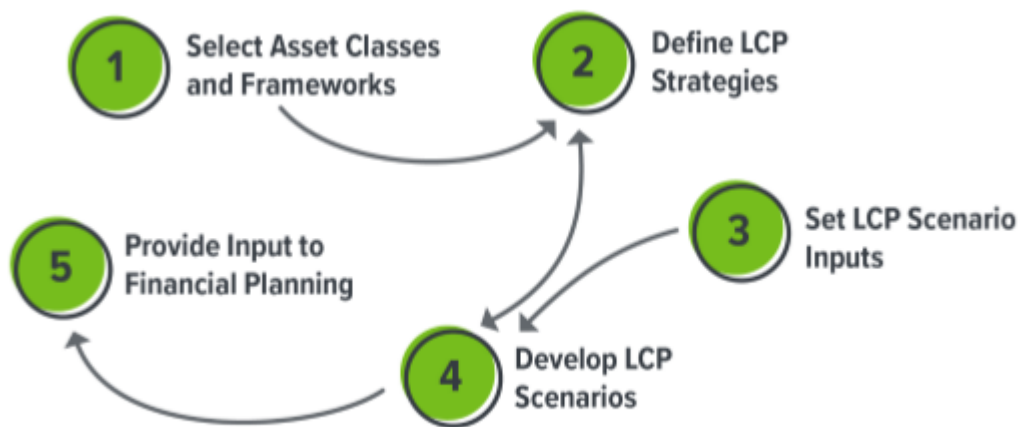 1
Select Asset Classes
and Frameworks
2
Define LCP
Strategies
3
Set LCP Scenario
Inputs
4
Develop LCP
Scenarios
5
Provide Input to
Financial Planning